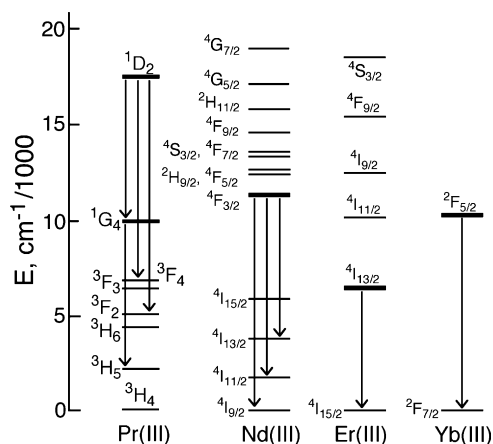 E, cm⁻¹/1000
20
15
10
5
0
¹D₂
¹G₄
³F₄
³F₃
³F₂
³H₆
³H₅
³H₄
Pr(III)
⁴G₇/₂
⁴G₅/₂
²H₁₁/₂
⁴F₉/₂
⁴S₃/₂, ⁴F₇/₂
²H₉/₂, ⁴F₅/₂
⁴F₃/₂
⁴I₁₅/₂
⁴I₁₃/₂
⁴I₁₁/₂
⁴I₉/₂
Nd(III)
⁴S₃/₂
⁴F₉/₂
⁴I₉/₂
⁴I₁₁/₂
⁴I₁₃/₂
⁴I₁₅/₂
Er(III)
²F₅/₂
²F₇/₂
Yb(III)